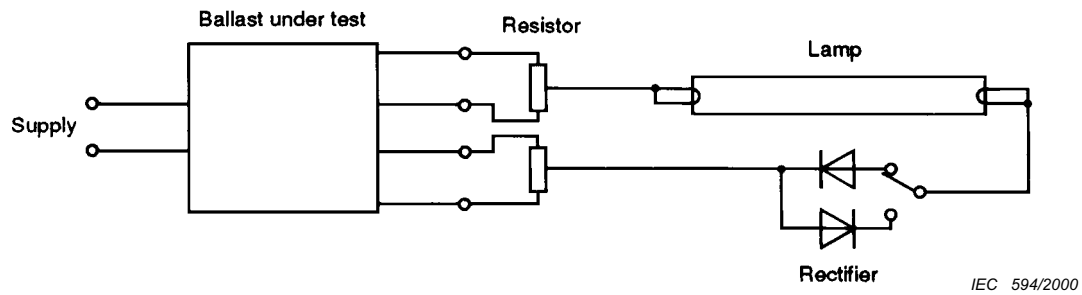 Ballast under test
Resistor
Lamp
Supply
Rectifier
IEC 594/2000